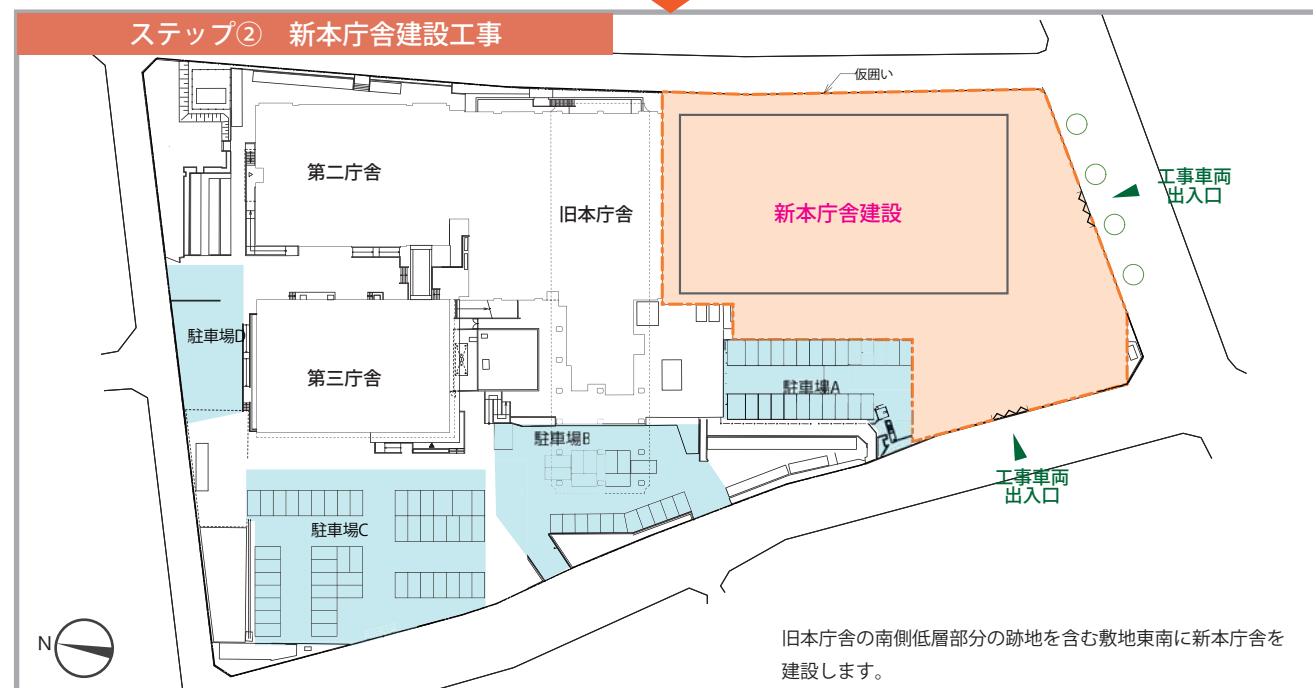 ステップ② 新本庁舎建設工事
仮囲い
第二庁舎
旧本庁舎
新本庁舎建設
工事車両
出入口
駐車場D
第三庁舎
駐車場A
駐車場B
工事車両
出入口
駐車場C
N
旧本庁舎の南側低層部分の跡地を含む敷地東南に新本庁舎を
建設します。